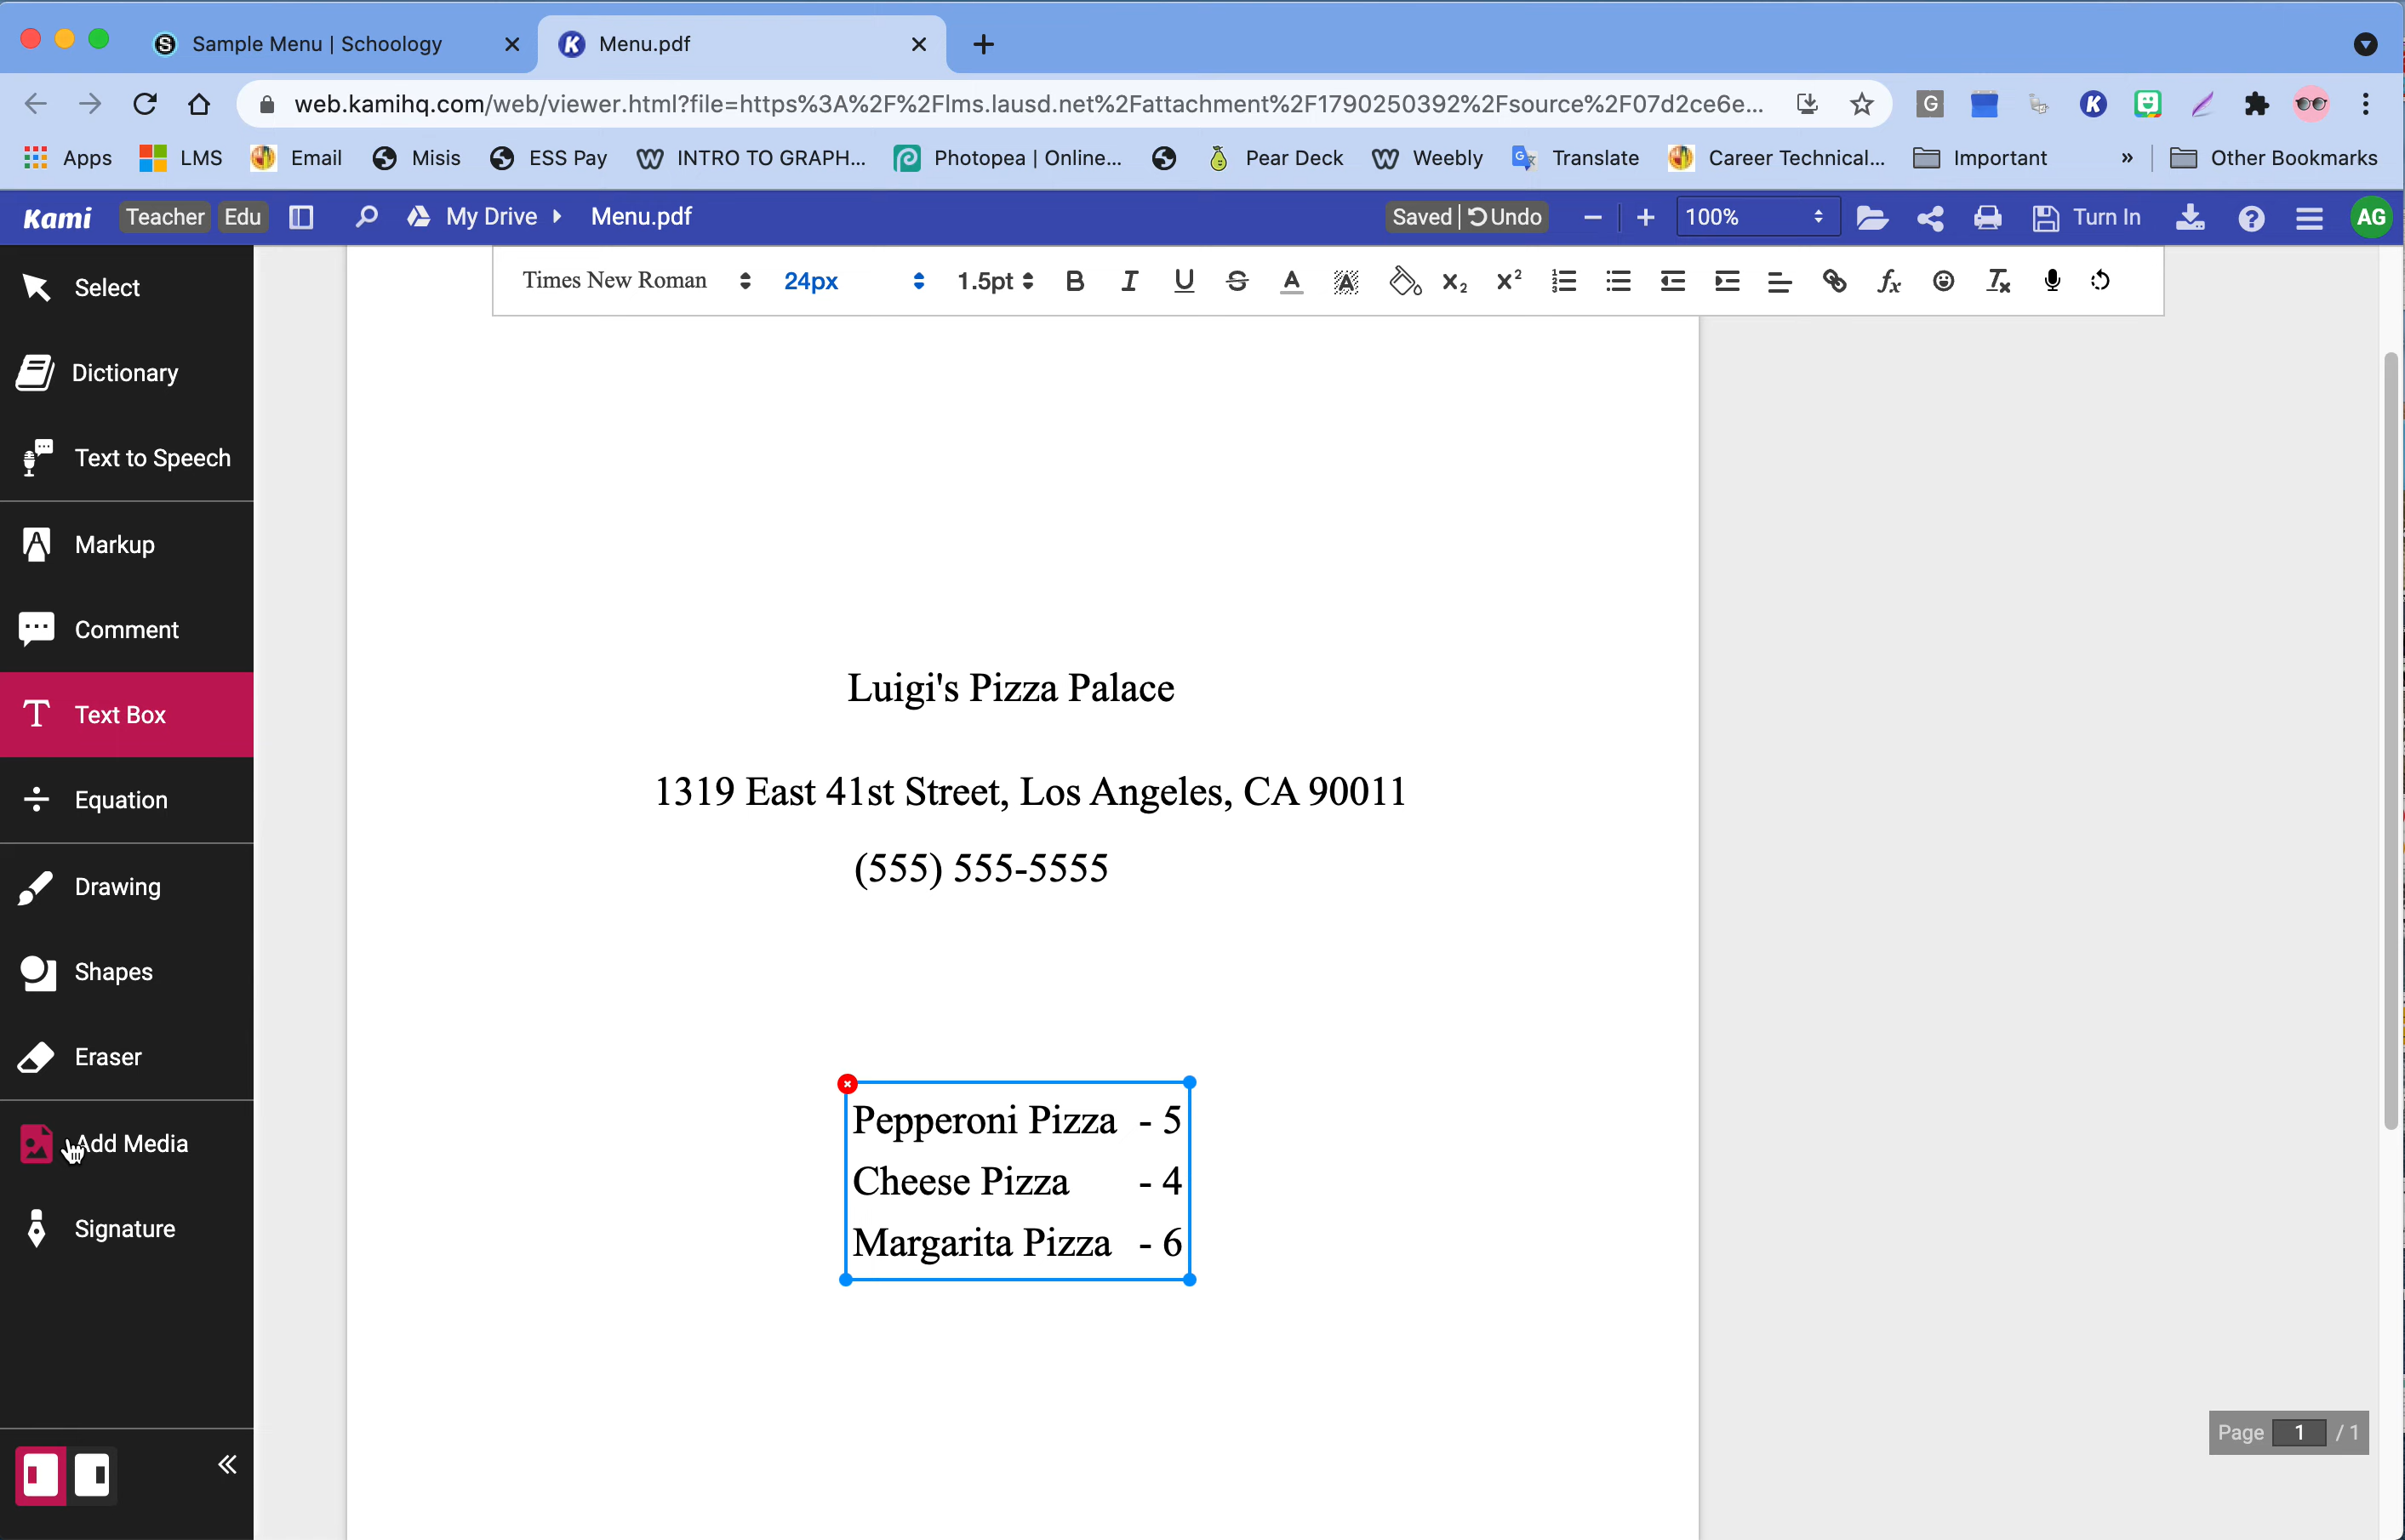 Sample Menu | Schoology
Menu.pdf
web.kamihq.com/web/viewer.html?file=https%3A%2F%2Flms.lausd.net%2Fattachment%2F1790250392%2Fsource%2F07d2ce6e...
Apps LMS Email Misis ESS Pay INTRO TO GRAPH... Photopea | Online... Pear Deck Weebly Translate Career Technical... Important » Other Bookmarks
Kami Teacher Edu My Drive Menu.pdf Saved | Undo 100% Turn In AG
Times New Roman 24px 1.5pt
Select
Dictionary
Text to Speech
Markup
Comment
Text Box
Equation
Drawing
Shapes
Eraser
Add Media
Signature
Luigi's Pizza Palace
1319 East 41st Street, Los Angeles, CA 90011
(555) 555-5555
Pepperoni Pizza - 5
Cheese Pizza - 4
Margarita Pizza - 6
Page 1 / 1